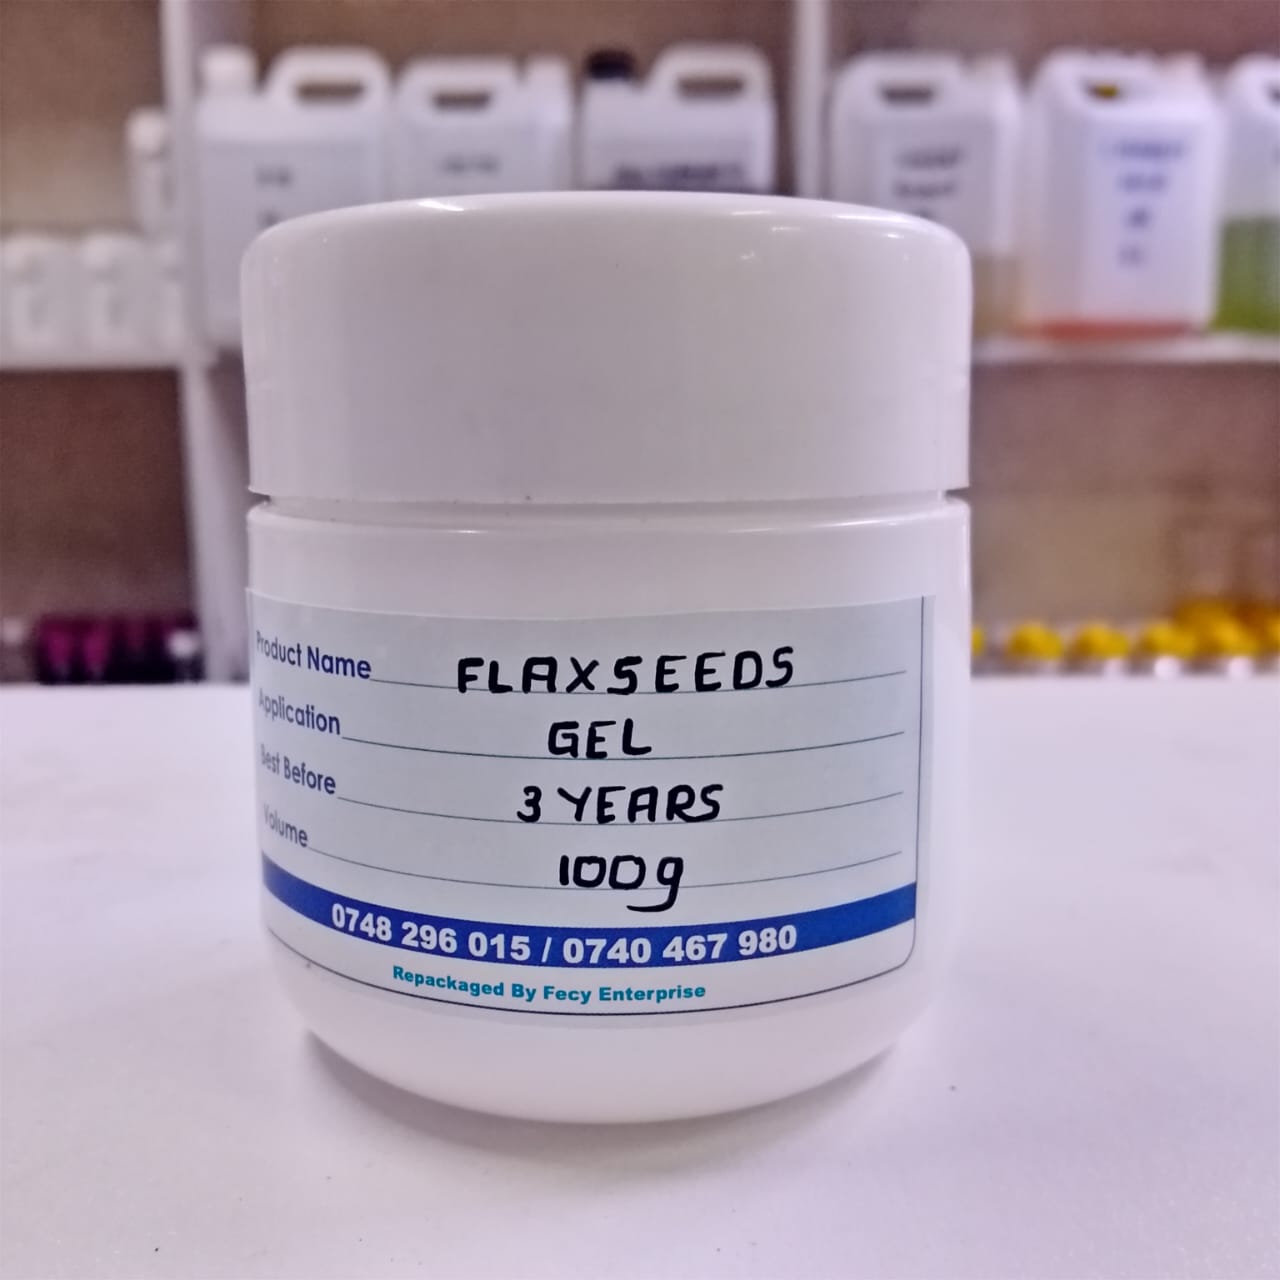 Product Name FLAXSEEDS
Application GEL
Best Before 3 YEARS
Volume 100g
0748 296 015 / 0740 467 980
Repackaged By Fecy Enterprise